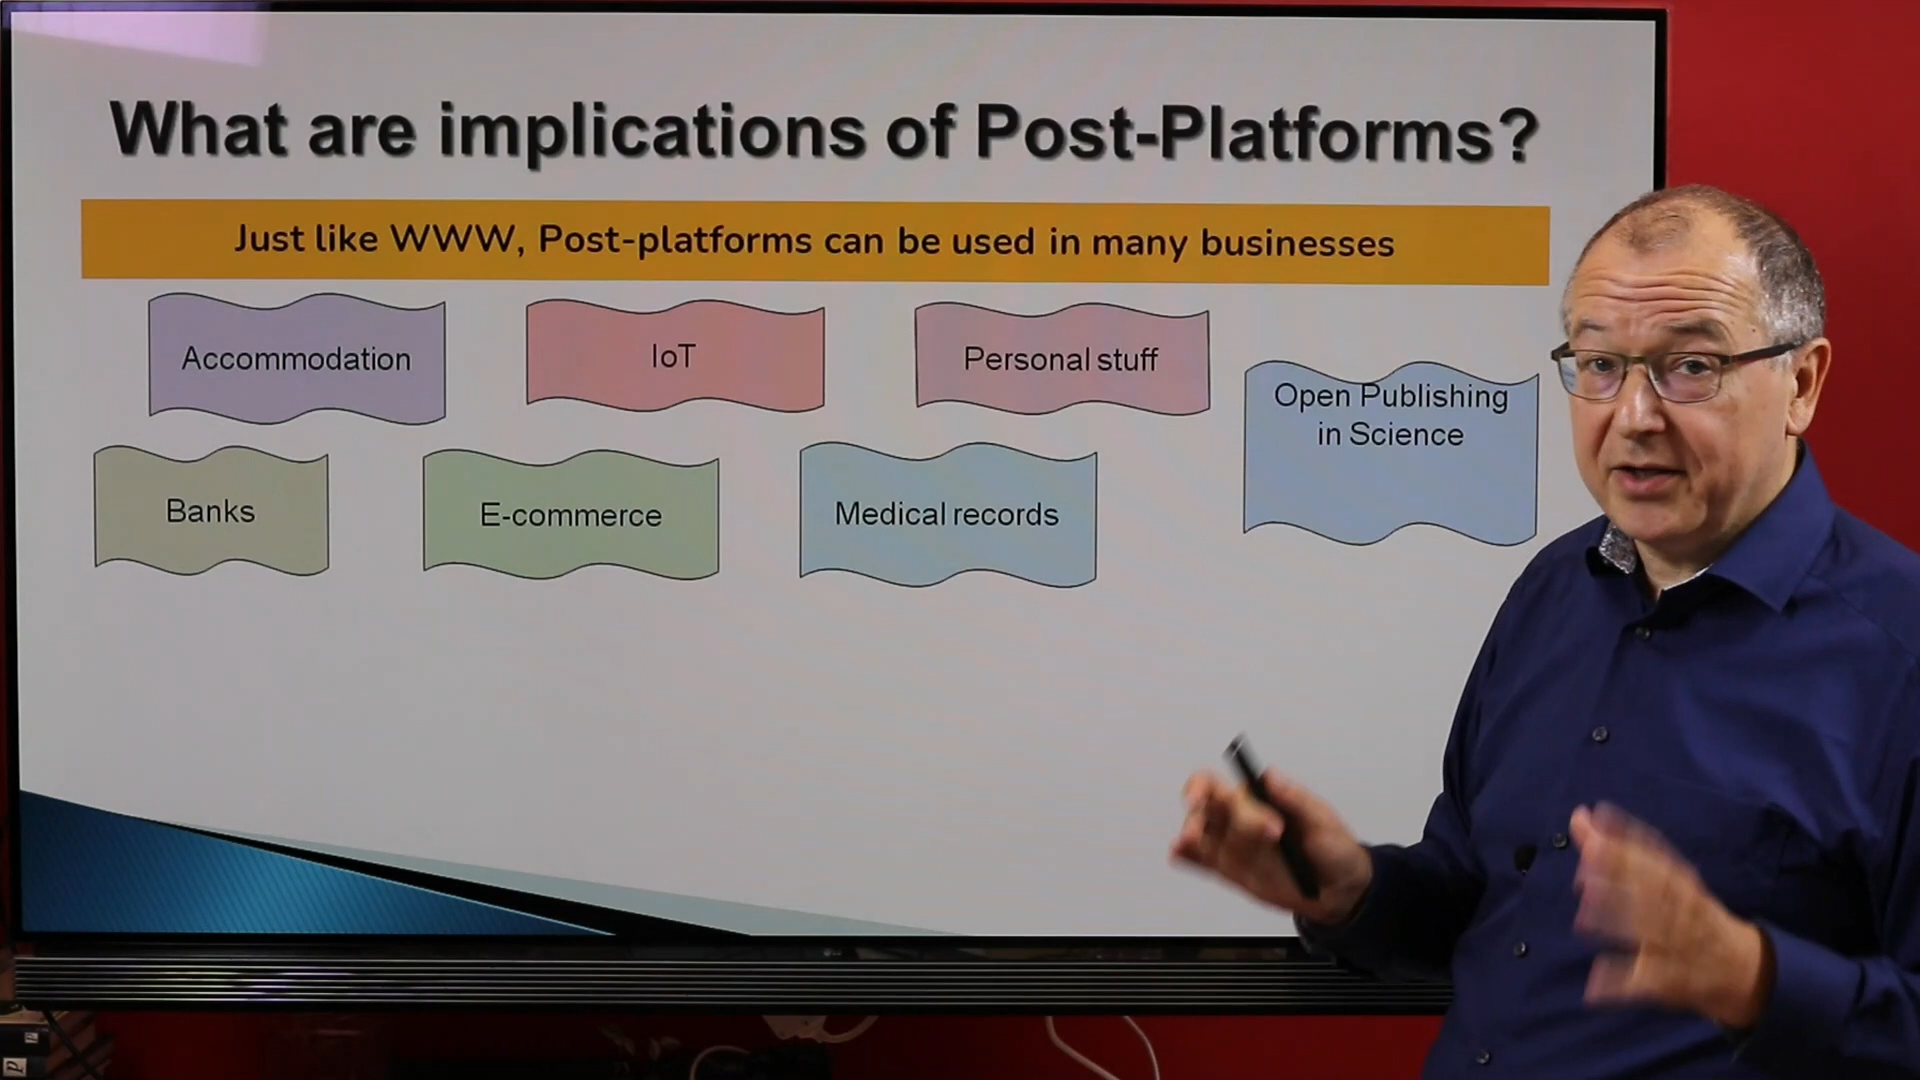 What are implications of Post-Platforms?
Just like WWW, Post-platforms can be used in many businesses
Accommodation
IoT
Personal stuff
Open Publishing
in Science
Banks
E-commerce
Medical records